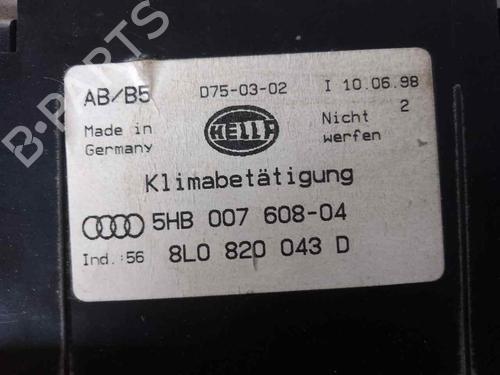 B-PARTS
AB/B5 D75-03-02 I 10.06.98
Made in Germany HELLA Nicht 2 werfen
Klimabetätigung
5HB 007 608-04
Ind.:56 8L0 820 043 D